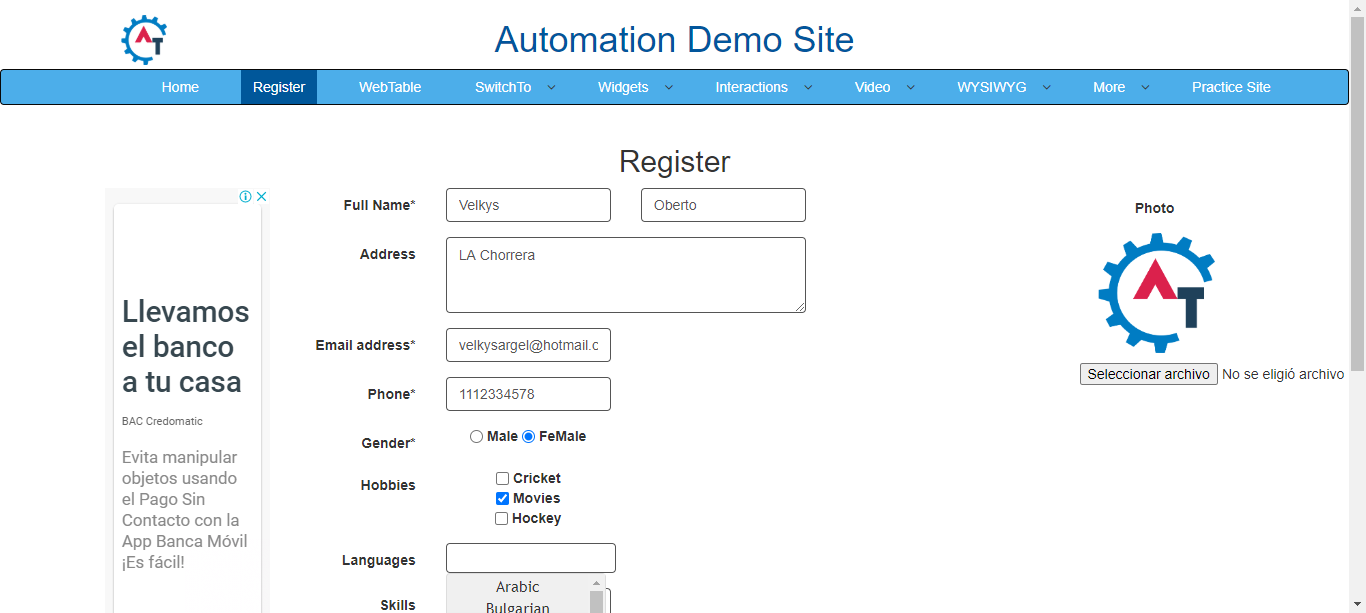 AT
Automation Demo Site
Home Register WebTable SwitchTo Widgets Interactions Video WYSIWYG More Practice Site
Register
Llevamos
el banco
a tu casa
BAC Credomatic
Evita manipular
objetos usando
el Pago Sin
Contacto con la
App Banca Móvil
¡Es fácil!
Full Name* Velkys Oberto
Address LA Chorrera
Email address* velkysargel@hotmail.c
Phone* 1112334578
Gender* Male FeMale
Hobbies Cricket
Movies
Hockey
Languages
Arabic
Bulgarian
Skills
Photo
AT
Seleccionar archivo No se eligió archivo